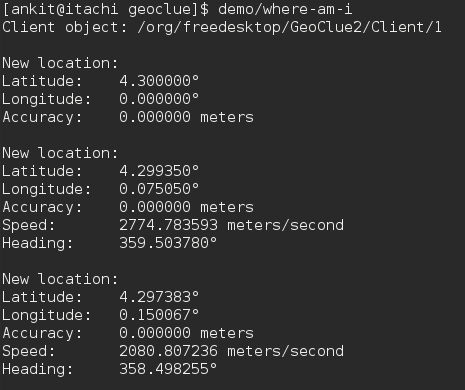 [ankit@itachi geoclue]$ demo/where-am-i
Client object: /org/freedesktop/GeoClue2/Client/1
New location:
Latitude: 4.300000°
Longitude: 0.000000°
Accuracy: 0.000000 meters
New location:
Latitude: 4.299350°
Longitude: 0.075050°
Accuracy: 0.000000 meters
Speed: 2774.783593 meters/second
Heading: 359.503780°
New location:
Latitude: 4.297383°
Longitude: 0.150067°
Accuracy: 0.000000 meters
Speed: 2080.807236 meters/second
Heading: 358.498255°